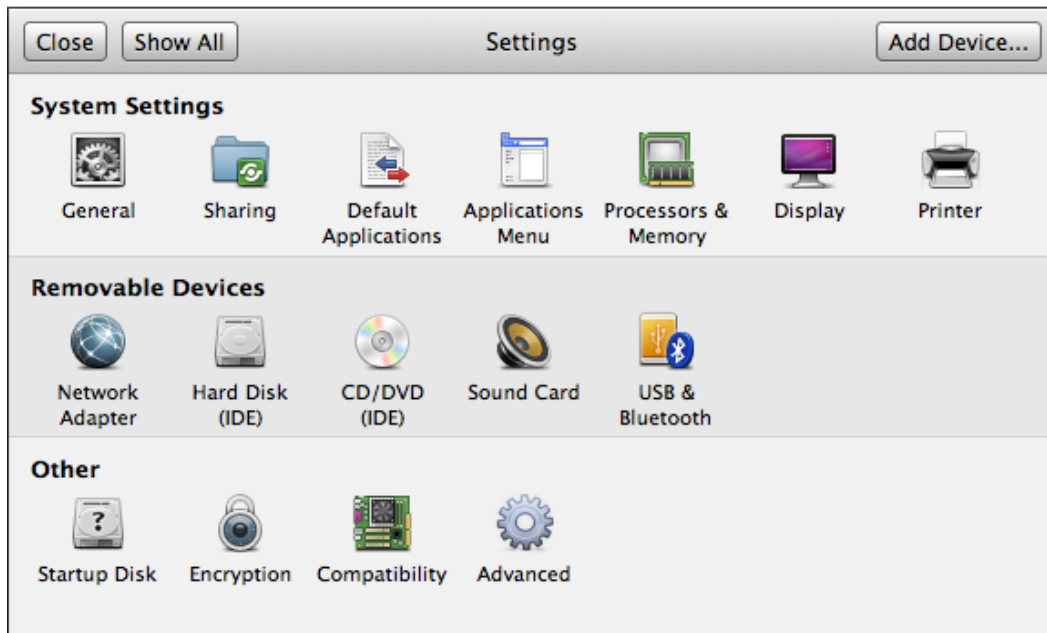 Close Show All Settings Add Device...
System Settings
General Sharing Default Applications Applications Menu Processors & Memory Display Printer
Removable Devices
Network Adapter Hard Disk (IDE) CD/DVD (IDE) Sound Card USB & Bluetooth
Other
Startup Disk Encryption Compatibility Advanced